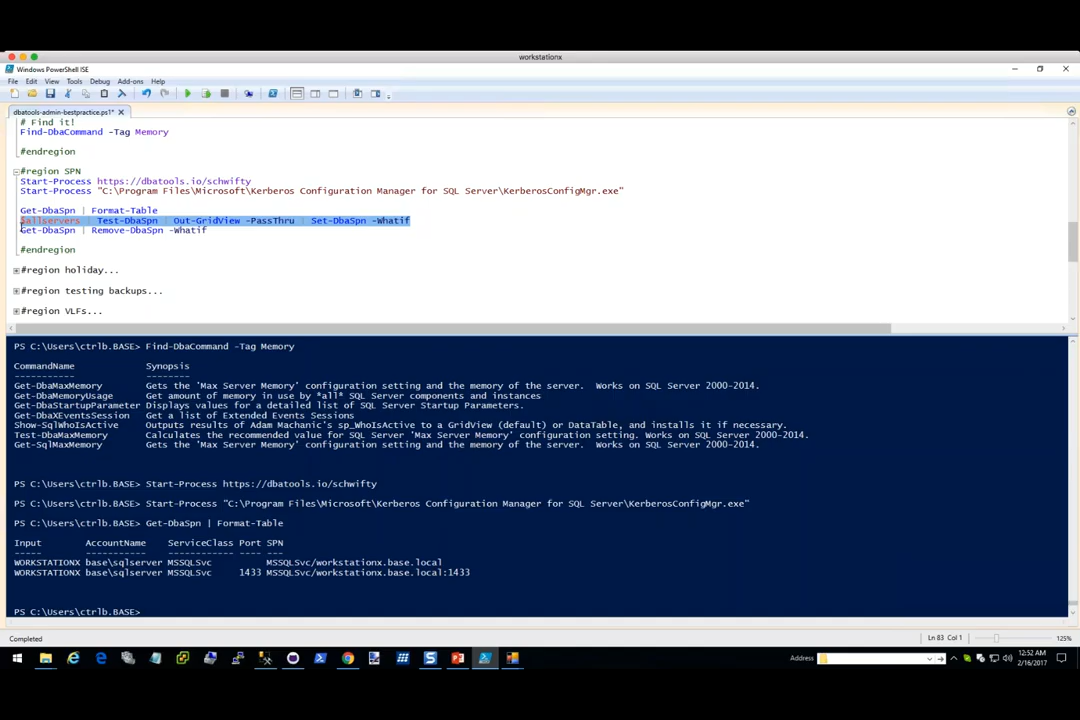 workstationx
Windows PowerShell ISE
File Edit View Tools Debug Add-ons Help
dbatools-admin-bestpractice.ps1*
# Find it!
Find-DbaCommand -Tag Memory
#endregion
#region SPN
Start-Process https://dbatools.io/schwifty
Start-Process "C:\Program Files\Microsoft\Kerberos Configuration Manager for SQL Server\KerberosConfigMgr.exe"
Get-DbaSpn | Format-Table
$allservers | Test-DbaSpn | Out-GridView -PassThru | Set-DbaSpn -Whatif
Get-DbaSpn | Remove-DbaSpn -Whatif
#endregion
#region holiday...
#region testing backups...
#region VLFs...
PS C:\Users\ctrlb.BASE> Find-DbaCommand -Tag Memory
CommandName Synopsis
----------- --------
Get-DbaMaxMemory Gets the 'Max Server Memory' configuration setting and the memory of the server. Works on SQL Server 2000-2014.
Get-DbaMemoryUsage Get amount of memory in use by *all* SQL Server components and instances
Get-DbaStartupParameter Displays values for a detailed list of SQL Server Startup Parameters.
Get-DbaXEventsSession Get a list of Extended Events Sessions
Show-SqlWhoIsActive Outputs results of Adam Machanic's sp_WhoIsActive to a GridView (default) or DataTable, and installs it if necessary.
Test-DbaMaxMemory Calculates the recommended value for SQL Server 'Max Server Memory' configuration setting. Works on SQL Server 2000-2014.
Get-SqlMaxMemory Gets the 'Max Server Memory' configuration setting and the memory of the server. Works on SQL Server 2000-2014.
PS C:\Users\ctrlb.BASE> Start-Process https://dbatools.io/schwifty
PS C:\Users\ctrlb.BASE> Start-Process "C:\Program Files\Microsoft\Kerberos Configuration Manager for SQL Server\KerberosConfigMgr.exe"
PS C:\Users\ctrlb.BASE> Get-DbaSpn | Format-Table
Input AccountName ServiceClass Port SPN
----- ----------- ------------ ---- ---
WORKSTATIONX base\sqlserver MSSQLSvc MSSQLSvc/workstationx.base.local
WORKSTATIONX base\sqlserver MSSQLSvc 1433 MSSQLSvc/workstationx.base.local:1433
PS C:\Users\ctrlb.BASE>
Completed Ln 83 Col 1 125%
Address 12:52 AM
2/16/2017